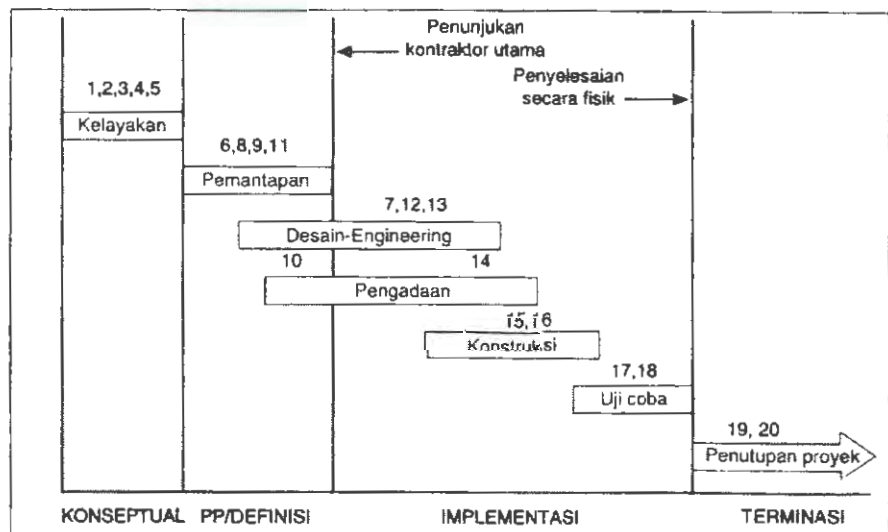 Penunjukan
kontraktor utama
Penyelesaian
secara fisik
1,2,3,4,5
Kelayakan
6,8,9,11
Pemantapan
7,12,13
Desain-Engineering
10 14
Pengadaan
15,16
Konstruksi
17,18
Uji coba
19, 20
Penutupan proyek
KONSEPTUAL PP/DEFINISI IMPLEMENTASI TERMINASI